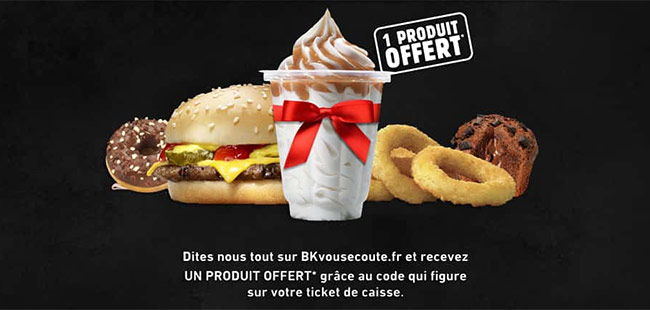 1 PRODUIT
OFFERT*
Dites nous tout sur BKvousecoute.fr et recevez
UN PRODUIT OFFERT* grâce au code qui figure
sur votre ticket de caisse.